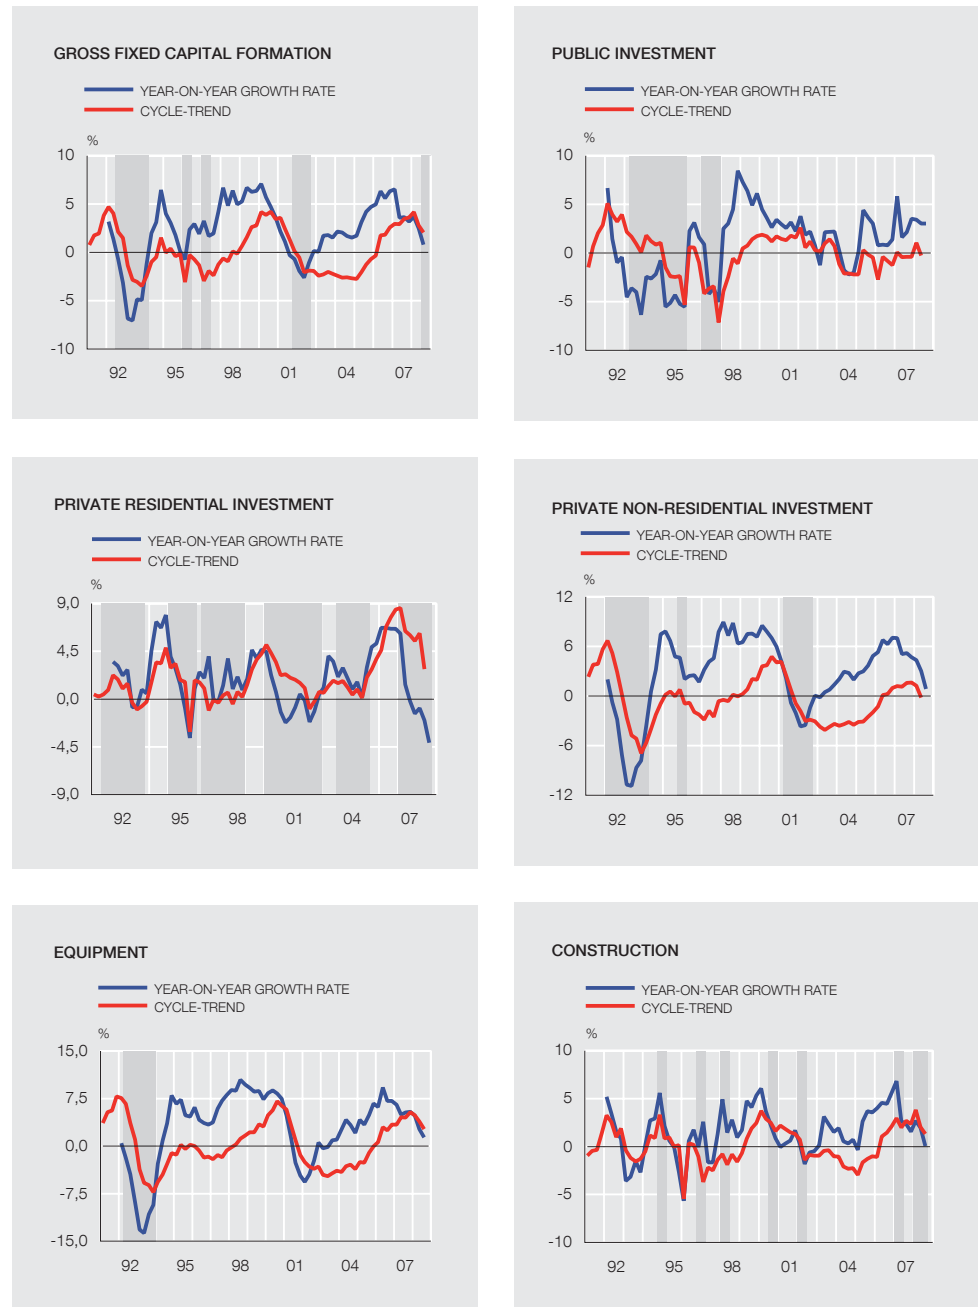 GROSS FIXED CAPITAL FORMATION
YEAR-ON-YEAR GROWTH RATE
CYCLE-TREND
%
10
5
0
-5
-10
92 95 98 01 04 07
PUBLIC INVESTMENT
YEAR-ON-YEAR GROWTH RATE
CYCLE-TREND
%
10
5
0
-5
-10
92 95 98 01 04 07
PRIVATE RESIDENTIAL INVESTMENT
YEAR-ON-YEAR GROWTH RATE
CYCLE-TREND
%
9,0
4,5
0,0
-4,5
-9,0
92 95 98 01 04 07
PRIVATE NON-RESIDENTIAL INVESTMENT
YEAR-ON-YEAR GROWTH RATE
CYCLE-TREND
%
12
6
0
-6
-12
92 95 98 01 04 07
EQUIPMENT
YEAR-ON-YEAR GROWTH RATE
CYCLE-TREND
%
15,0
7,5
0,0
-7,5
-15,0
92 95 98 01 04 07
CONSTRUCTION
YEAR-ON-YEAR GROWTH RATE
CYCLE-TREND
%
10
5
0
-5
-10
92 95 98 01 04 07